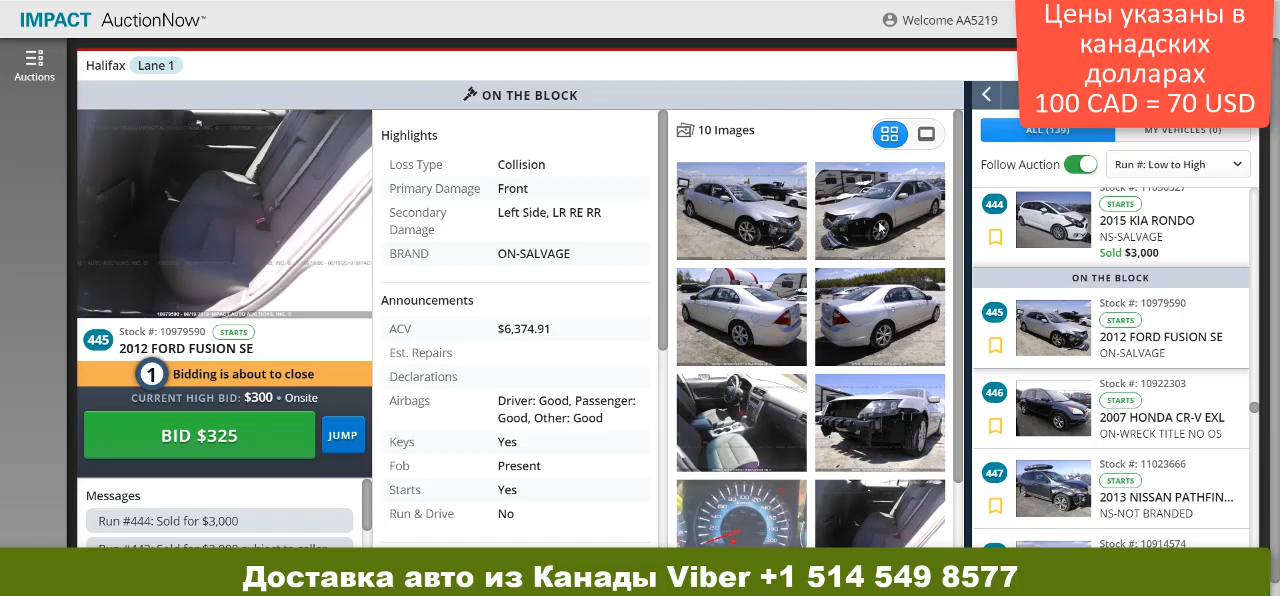 IMPACT AuctionNow™
Welcome AA5219
Цены указаны в
канадских
долларах
100 CAD = 70 USD
Auctions
Halifax Lane 1
ON THE BLOCK
445
Stock #: 10979590 STARTS
2012 FORD FUSION SE
1 Bidding is about to close
CURRENT HIGH BID: $300 • Onsite
BID $325
JUMP
Messages
Run #444: Sold for $3,000
Highlights
Loss Type Collision
Primary Damage Front
Secondary
Damage
Left Side, LR RE RR
BRAND ON-SALVAGE
Announcements
ACV $6,374.91
Est. Repairs
Declarations
Airbags Driver: Good, Passenger:
Good, Other: Good
Keys Yes
Fob Present
Starts Yes
Run & Drive No
10 Images
ALL (139)
MY VEHICLES (0)
Follow Auction
Run #: Low to High
444
STARTS
2015 KIA RONDO
NS-SALVAGE
Sold $3,000
ON THE BLOCK
445
Stock #: 10979590
STARTS
2012 FORD FUSION SE
ON-SALVAGE
446
Stock #: 10922303
STARTS
2007 HONDA CR-V EXL
ON-WRECK TITLE NO OS
447
Stock #: 11023666
STARTS
2013 NISSAN PATHFIN...
NS-NOT BRANDED
Stock #: 10914574
Доставка авто из Канады Viber +1 514 549 8577